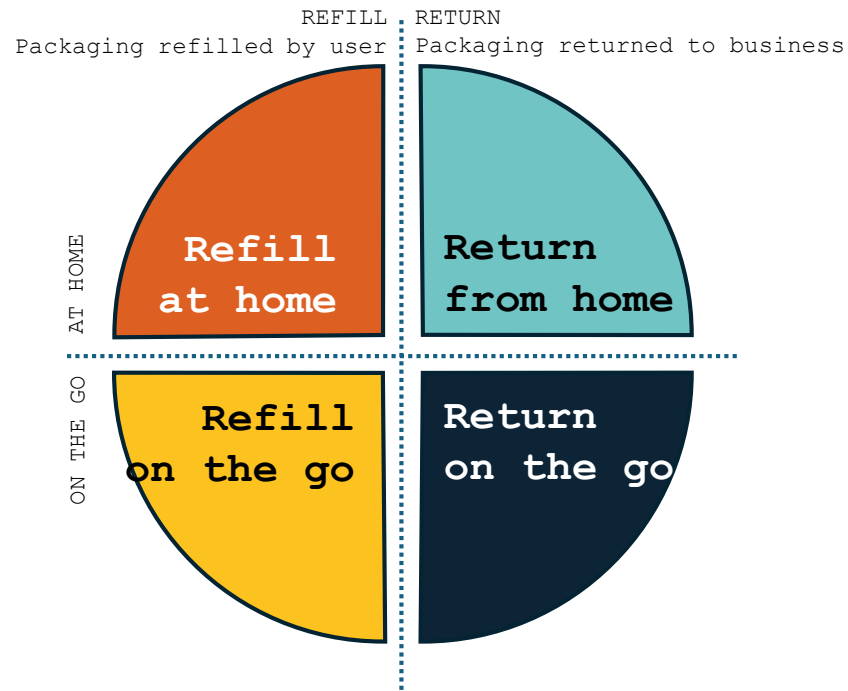 REFILL
Packaging refilled by user
RETURN
Packaging returned to business
AT HOME
Refill
at home
Return
from home
ON THE GO
Refill
on the go
Return
on the go